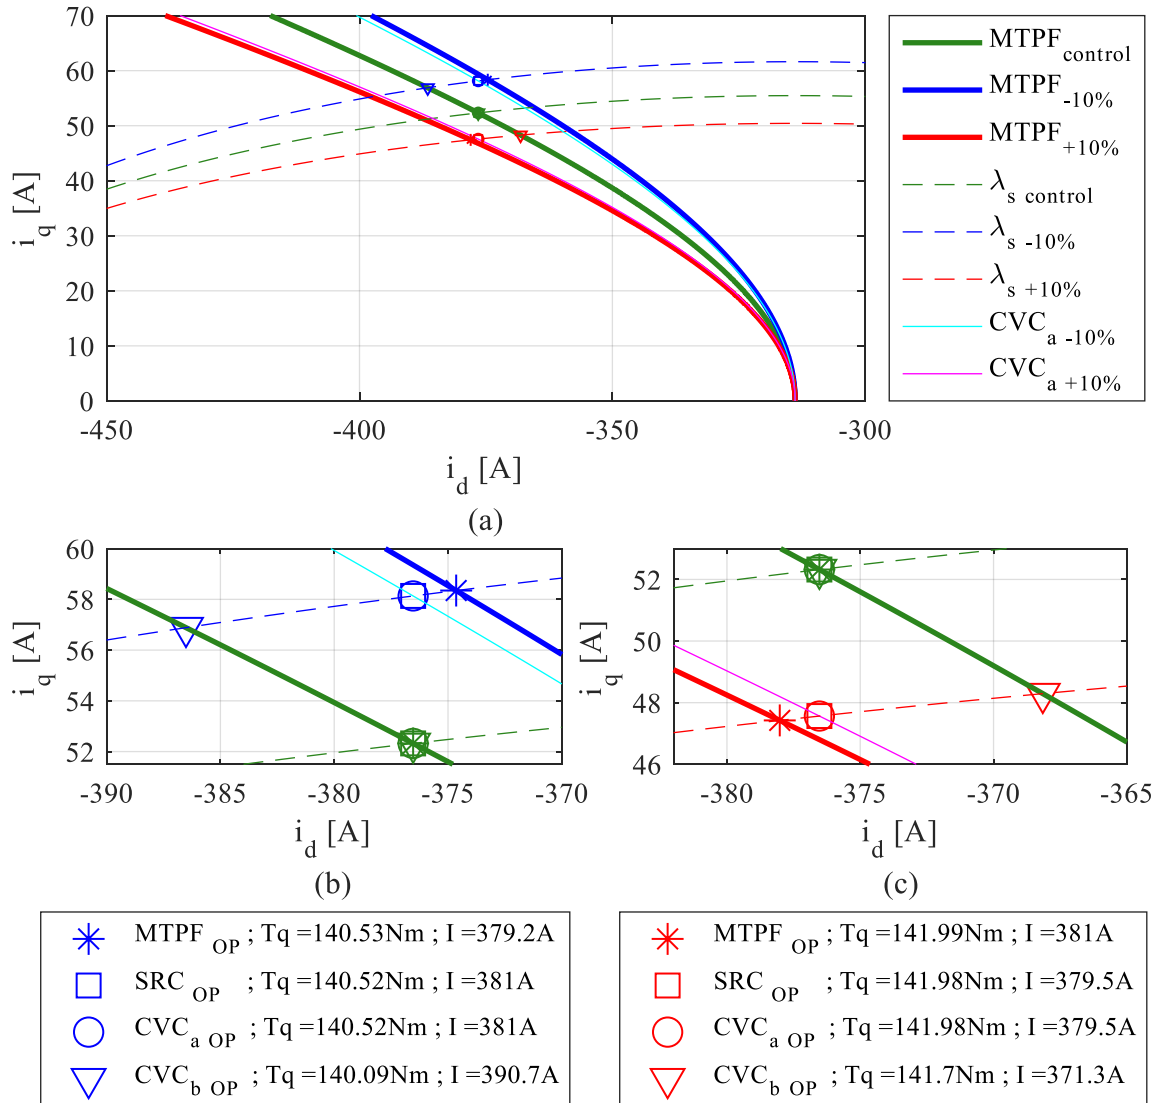 70
60
50
40
30
20
10
0
i_q [A]
-450
-400
-350
-300
i_d [A]
(a)
MTPF_control
MTPF_-10%
MTPF_+10%
λ_s control
λ_s -10%
λ_s +10%
CVC_a -10%
CVC_a +10%
60
58
56
54
52
i_q [A]
-390
-385
-380
-375
-370
i_d [A]
(b)
52
50
48
46
i_q [A]
-380
-375
-370
-365
i_d [A]
(c)
MTPF_OP ; Tq =140.53Nm ; I =379.2A
SRC_OP ; Tq =140.52Nm ; I =381A
CVC_a OP ; Tq =140.52Nm ; I =381A
CVC_b OP ; Tq =140.09Nm ; I =390.7A
MTPF_OP ; Tq =141.99Nm ; I =381A
SRC_OP ; Tq =141.98Nm ; I =379.5A
CVC_a OP ; Tq =141.98Nm ; I =379.5A
CVC_b OP ; Tq =141.7Nm ; I =371.3A